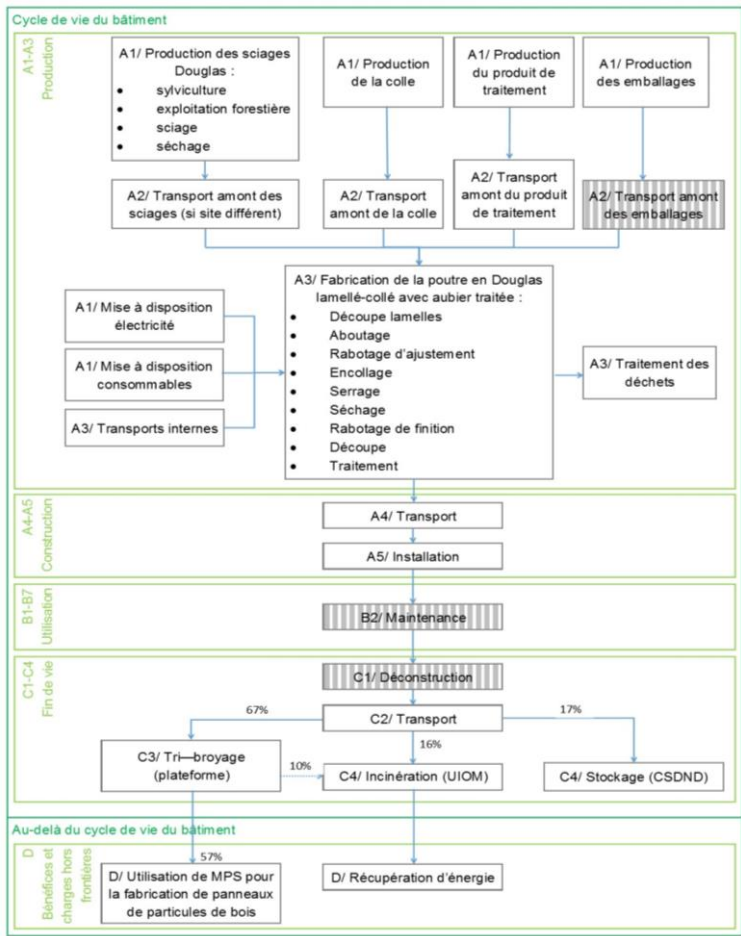 Cycle de vie du bâtiment
A1-A3
Production
A1/ Production des sciages
Douglas :
• sylviculture
• exploitation forestière
• sciage
• séchage
A1/ Production
de la colle
A1/ Production
du produit de
traitement
A1/ Production
des emballages
A2/ Transport amont des
sciages (si site différent)
A2/ Transport
amont de la colle
A2/ Transport
amont du produit
de traitement
A2/ Transport amont
des emballages
A1/ Mise à disposition
électricité
A1/ Mise à disposition
consommables
A3/ Transports internes
A3/ Fabrication de la poutre en Douglas
lamellé-collé avec aubier traitée :
• Découpe lamelles
• Aboutage
• Rabotage d'ajustement
• Encollage
• Serrage
• Séchage
• Rabotage de finition
• Découpe
• Traitement
A3/ Traitement des
déchets
A4-A5
Construction
A4/ Transport
A5/ Installation
B1-B7
Utilisation
B2/ Maintenance
C1-C4
Fin de vie
C1/ Déconstruction
C2/ Transport
67%
16%
17%
C3/ Tri—broyage
(plateforme)
10%
C4/ Incinération (UIOM)
C4/ Stockage (CSDND)
Au-delà du cycle de vie du bâtiment
D
Bénéfices et
charges hors
frontières
57%
D/ Utilisation de MPS pour
la fabrication de panneaux
de particules de bois
D/ Récupération d'énergie